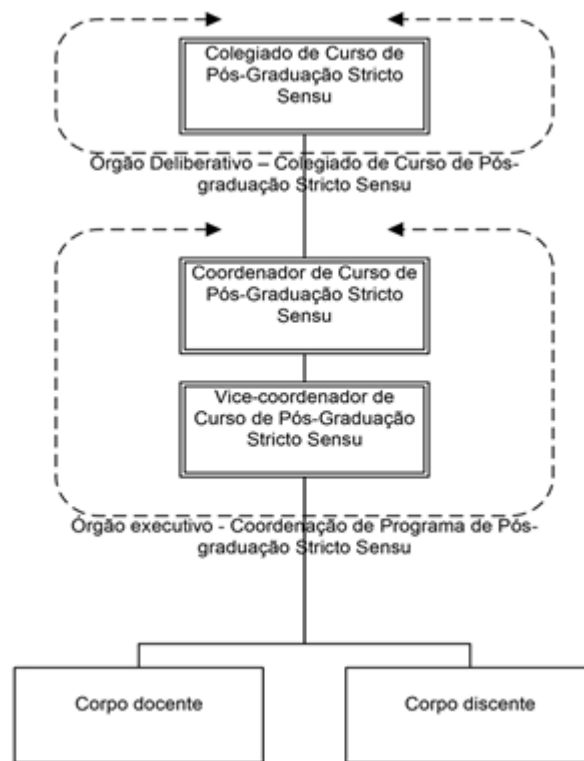 Colegiado de Curso de
Pós-Graduação Stricto
Sensu
Órgão Deliberativo – Colegiado de Curso de Pós-
graduação Stricto Sensu
Coordenador de Curso de
Pós-Graduação Stricto
Sensu
Vice-coordenador de
Curso de Pós-Graduação
Stricto Sensu
Órgão executivo - Coordenação de Programa de Pós-
graduação Stricto Sensu
Corpo docente
Corpo discente